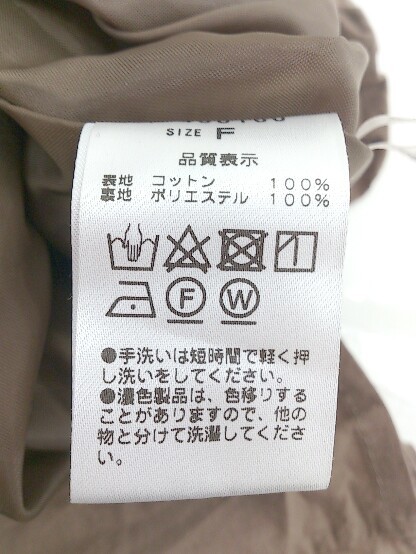 SIZE F
品質表示
表地 コットン 100%
裏地 ポリエステル 100%
F W
●手洗いは短時間で軽く押
し洗いをしてください。
●濃色製品は、色移りする
ことがありますので、他の
物と分けて洗濯してくださ
い。